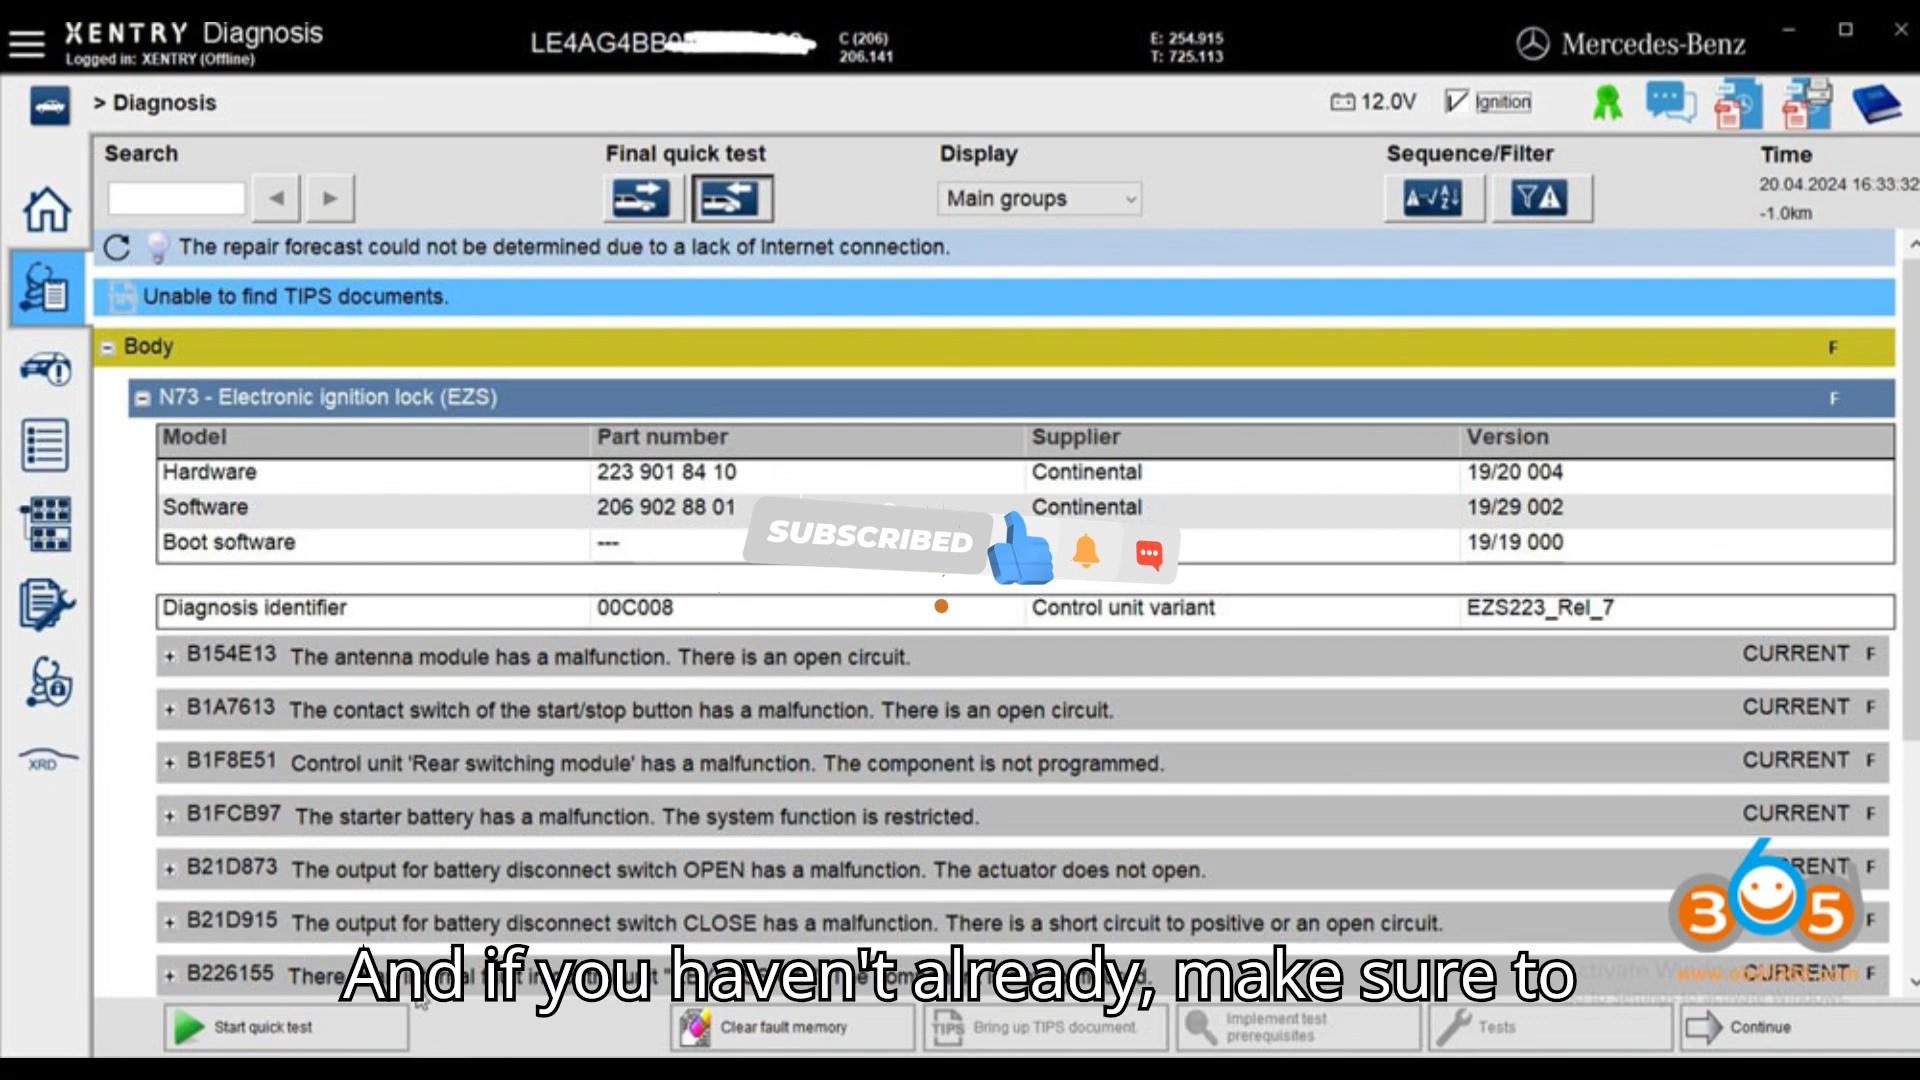 XENTRY Diagnosis
Logged in: XENTRY (Offline)
LE4AG4BB
C (206)
206.141
E: 254.915
T: 725.113
Mercedes-Benz
> Diagnosis
12.0V
Ignition
Search
Final quick test
Display
Sequence/Filter
Time
Main groups
20.04.2024 16:33:32
-1.0km
The repair forecast could not be determined due to a lack of Internet connection.
Unable to find TIPS documents.
Body F
N73 - Electronic ignition lock (EZS) F
Model Part number Supplier Version
Hardware 223 901 84 10 Continental 19/20 004
Software 206 902 88 01 Continental 19/29 002
Boot software --- 19/19 000
SUBSCRIBED
Diagnosis identifier 00C008 Control unit variant EZS223_Rel_7
B154E13 The antenna module has a malfunction. There is an open circuit. CURRENT F
B1A7613 The contact switch of the start/stop button has a malfunction. There is an open circuit. CURRENT F
B1F8E51 Control unit 'Rear switching module' has a malfunction. The component is not programmed. CURRENT F
B1FCB97 The starter battery has a malfunction. The system function is restricted. CURRENT F
B21D873 The output for battery disconnect switch OPEN has a malfunction. The actuator does not open. RENT F
B21D915 The output for battery disconnect switch CLOSE has a malfunction. There is a short circuit to positive or an open circuit. F
365
B226155 There CURRENT F
And if you haven't already, make sure to
Start quick test
Clear fault memory
TIPS Bring up TIPS document
Implement test
prerequisites
Tests
Continue
XRD